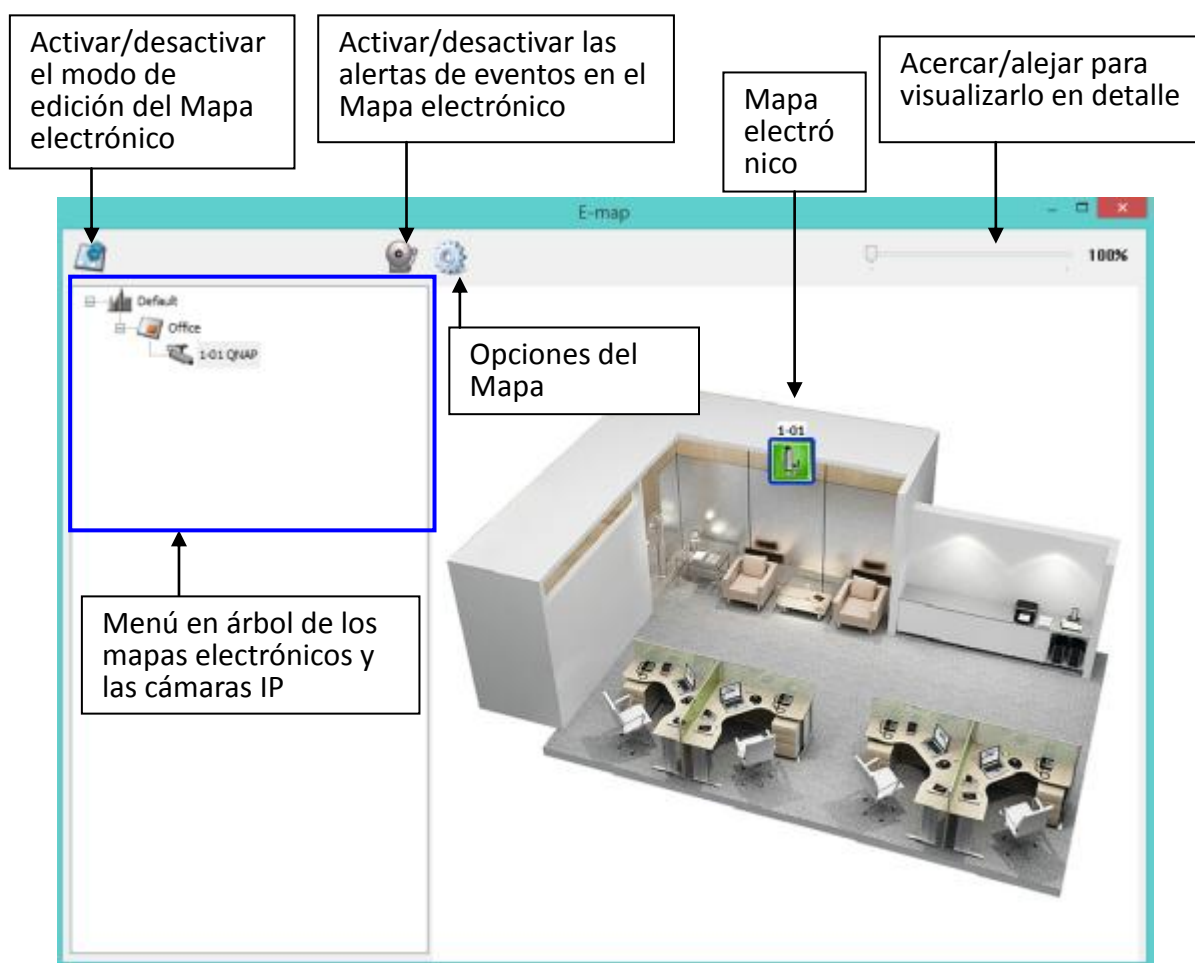 Activar/desactivar
el modo de
edición del Mapa
electrónico
Activar/desactivar las
alertas de eventos en el
Mapa electrónico
Mapa
electró
nico
Acercar/alejar para
visualizarlo en detalle
E-map
100%
Default
Office
1-01 QNAP
Opciones del
Mapa
1-01
Menú en árbol de los
mapas electrónicos y
las cámaras IP